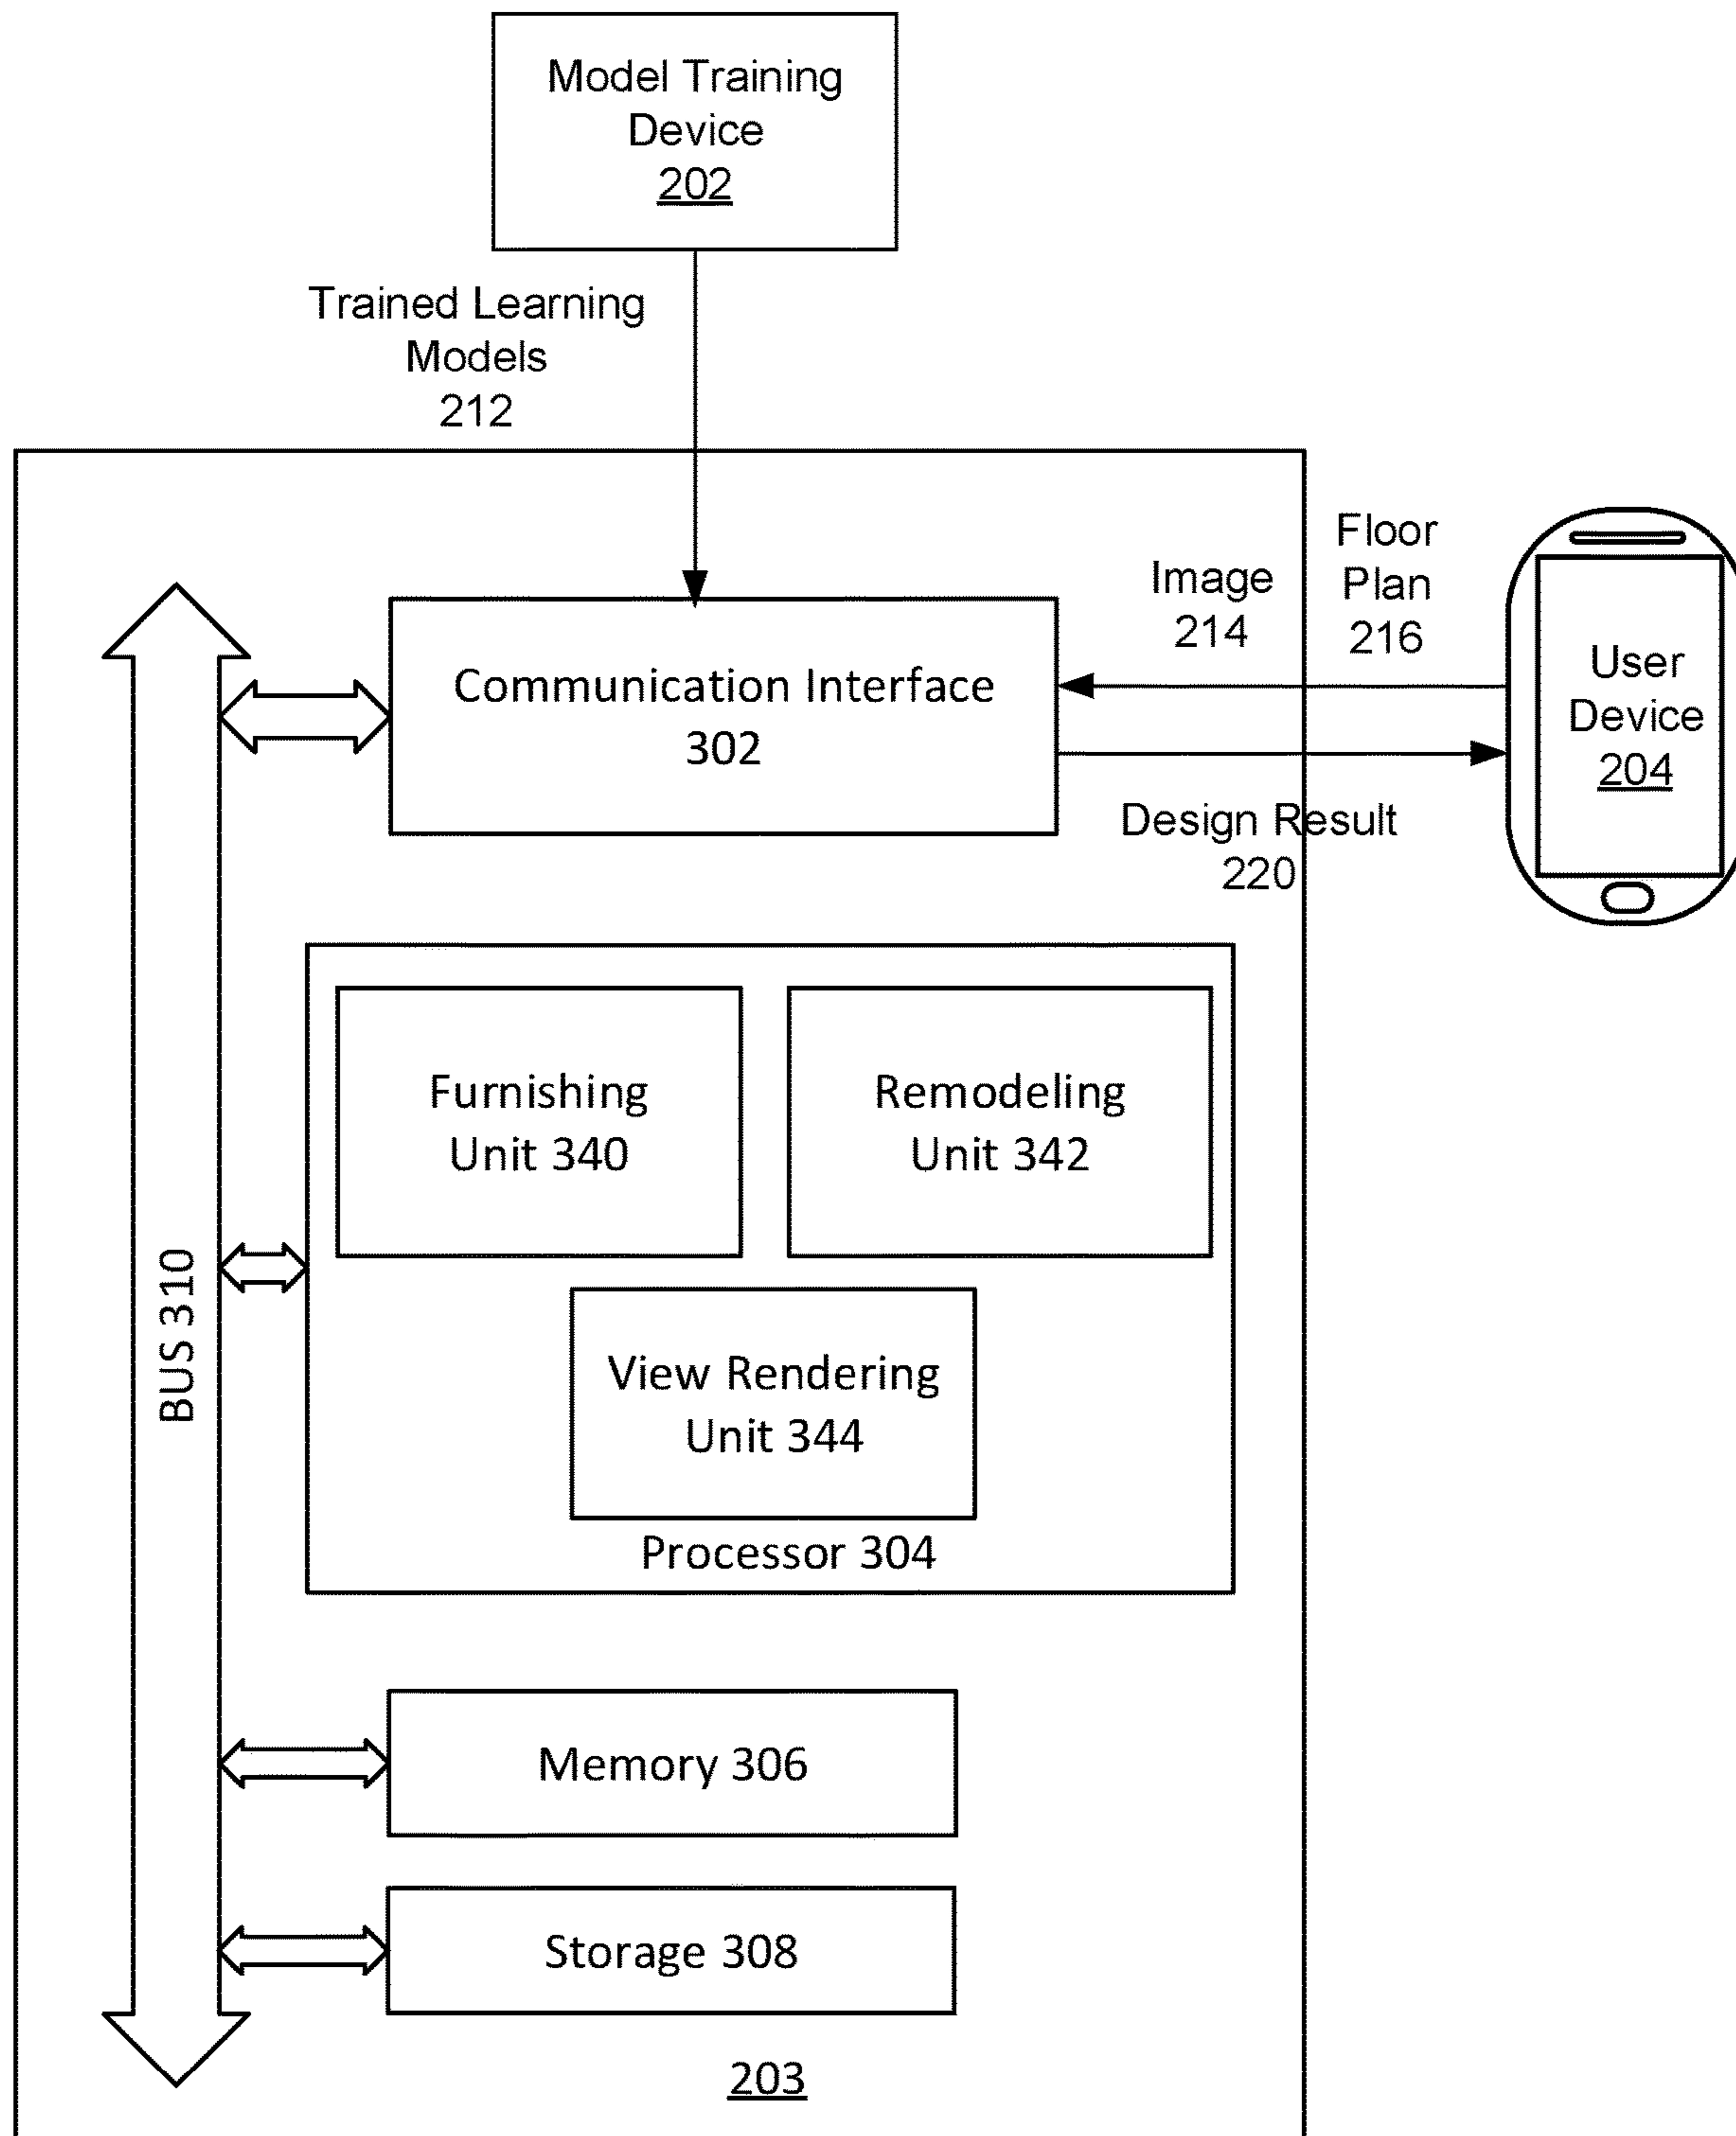 Model Training
Device
202
Trained Learning
Models
212
Floor
Plan
216
Image
214
User
Device
204
Communication Interface
302
Design Result
220
Furnishing
Unit 340
Remodeling
Unit 342
BUS 310
View Rendering
Unit 344
Processor 304
Memory 306
Storage 308
203